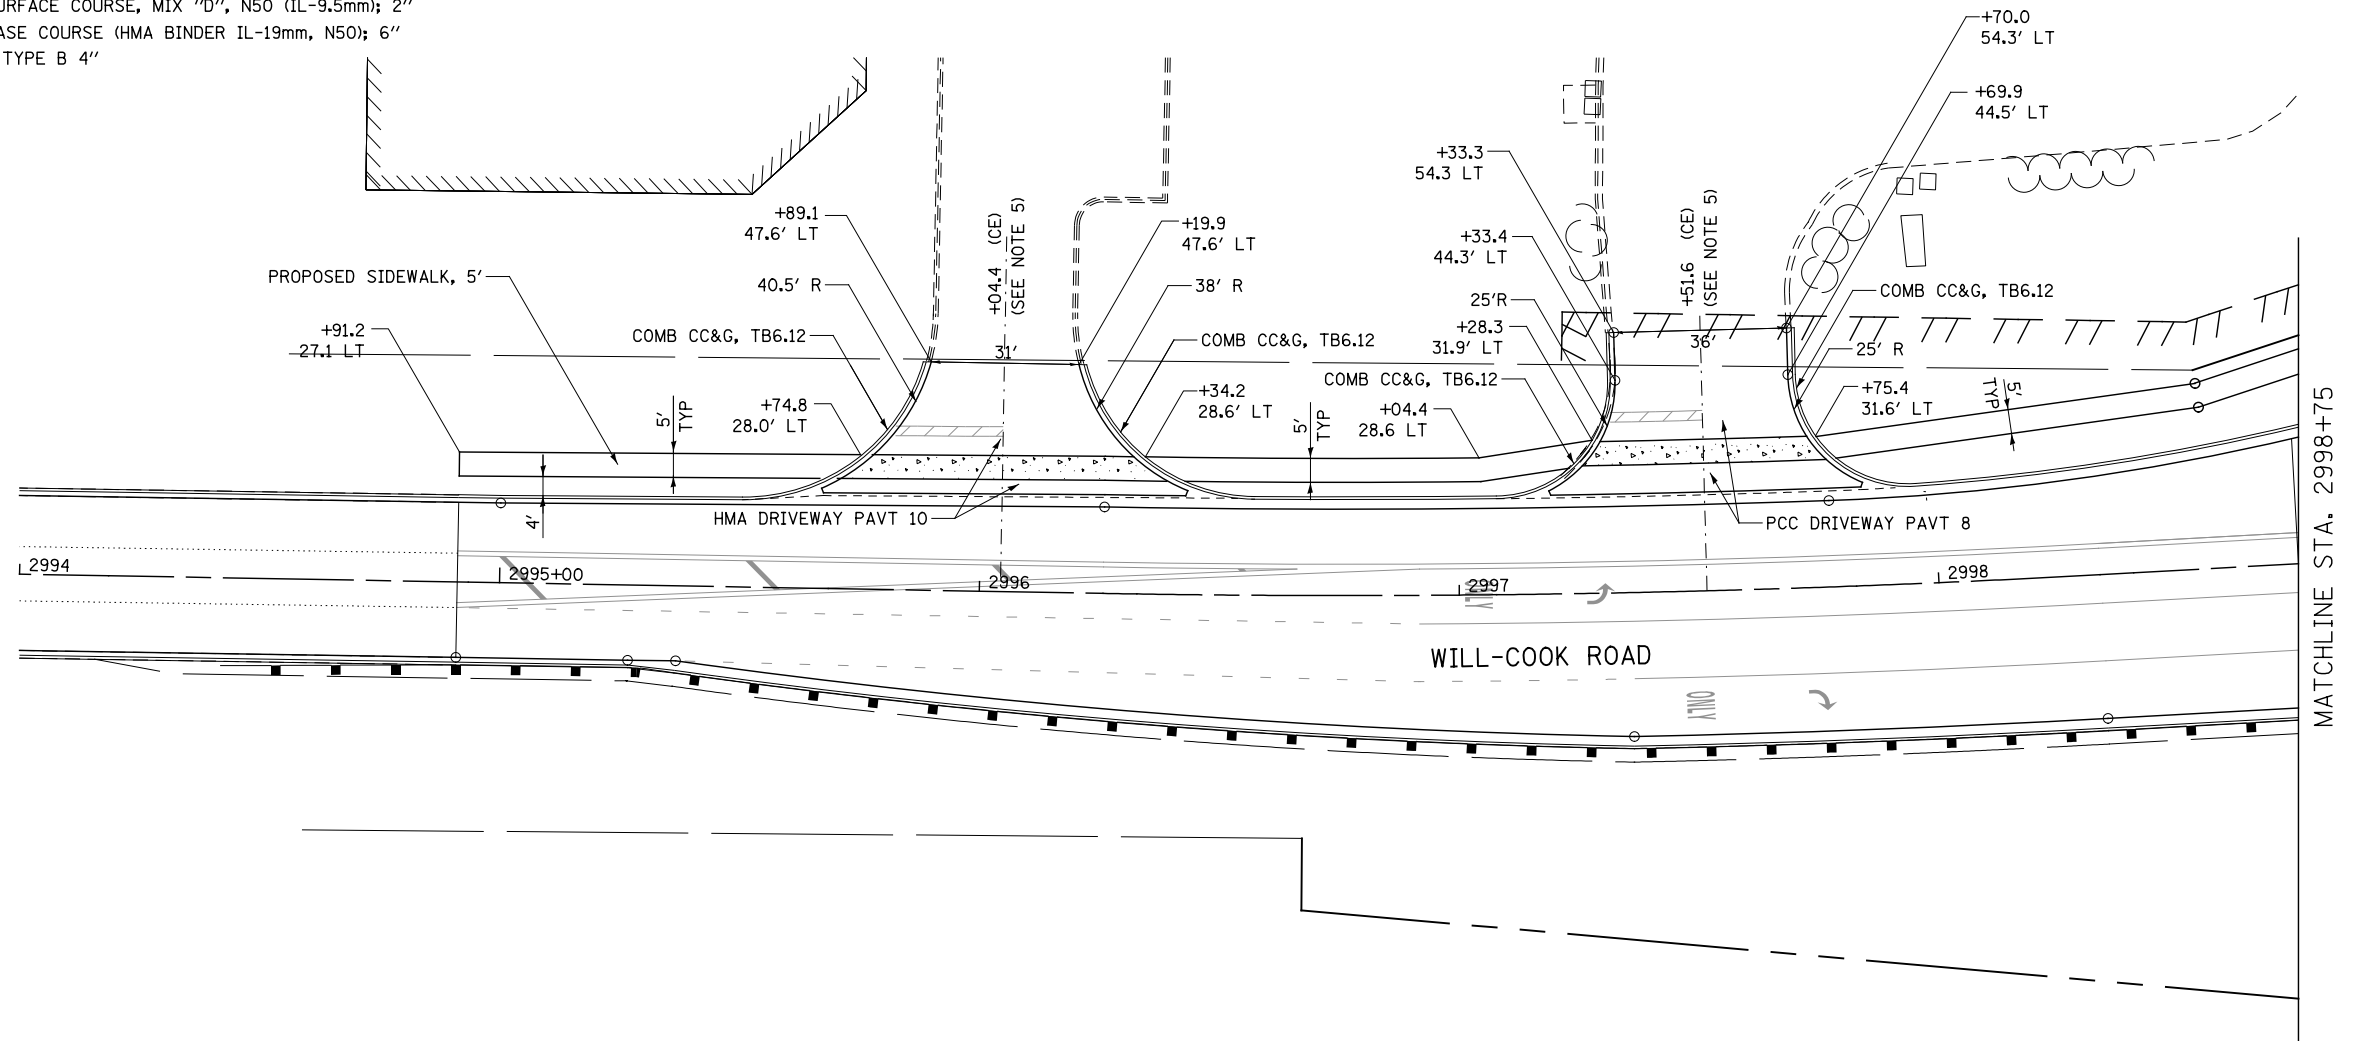 URFACE COURSE, MIX "D", N50 (IL-9.5mm); 2"
ASE COURSE (HMA BINDER IL-19mm, N50); 6"
TYPE B 4"
+70.0
54.3' LT
+69.9
44.5' LT
+33.3
54.3 LT
+89.1
47.6' LT
+04.4 (CE)
(SEE NOTE 5)
+19.9
47.6' LT
+33.4
44.3' LT
+51.6 (CE)
(SEE NOTE 5)
PROPOSED SIDEWALK, 5'
40.5' R
38' R
25'R
COMB CC&G, TB6.12
+91.2
27.1 LT
COMB CC&G, TB6.12
31'
COMB CC&G, TB6.12
+28.3
31.9' LT
36'
25' R
COMB CC&G, TB6.12
+74.8
28.0' LT
5'
TYP
+34.2
28.6' LT
5'
TYP
+04.4
28.6 LT
+75.4
31.6' LT
5'
TYP
4'
HMA DRIVEWAY PAVT 10
PCC DRIVEWAY PAVT 8
2994
2995+00
2996
2997
2998
WILL-COOK ROAD
ONLY
MATCHLINE STA. 2998+75